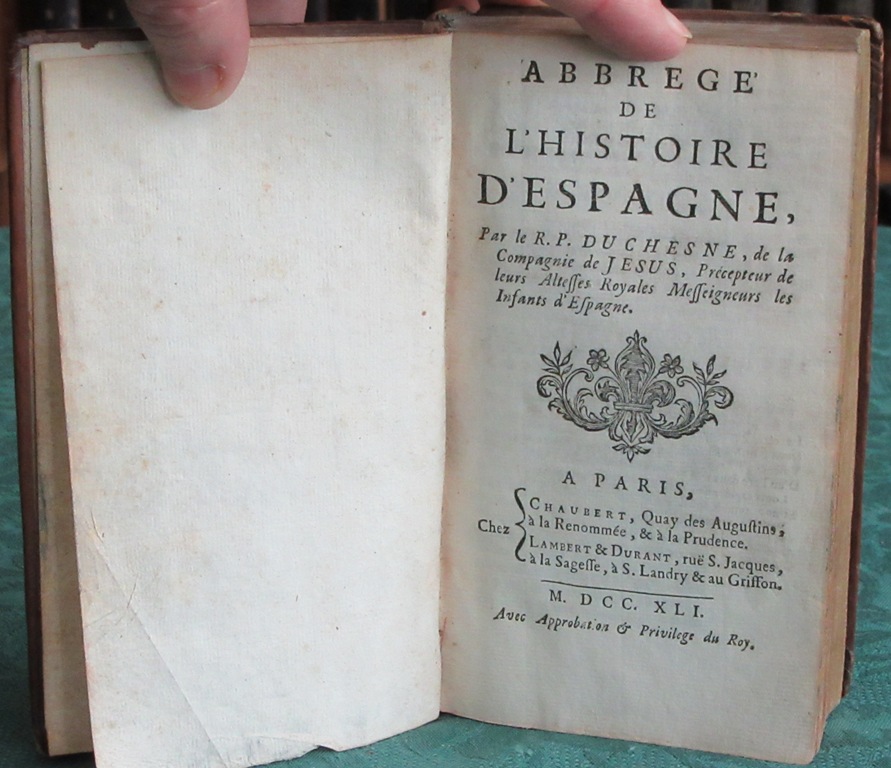 ABBREGE'
DE
L'HISTOIRE
D'ESPAGNE,
Par le R. P. DUCHESNE, de la
Compagnie de JESUS, Précepteur de
leurs Alteſſes Royales Meſſeigneurs les
Infants d'Eſpagne.
A PARIS,
Chez
CHAUBERT, Quay des Auguſtins,
à la Renommée, & à la Prudence.
LAMBERT & DURANT, ruë S. Jacques,
à la Sageſſe, à S. Landry & au Griffon.
M. DCC. XLI.
Avec Approbation & Privilege du Roy.